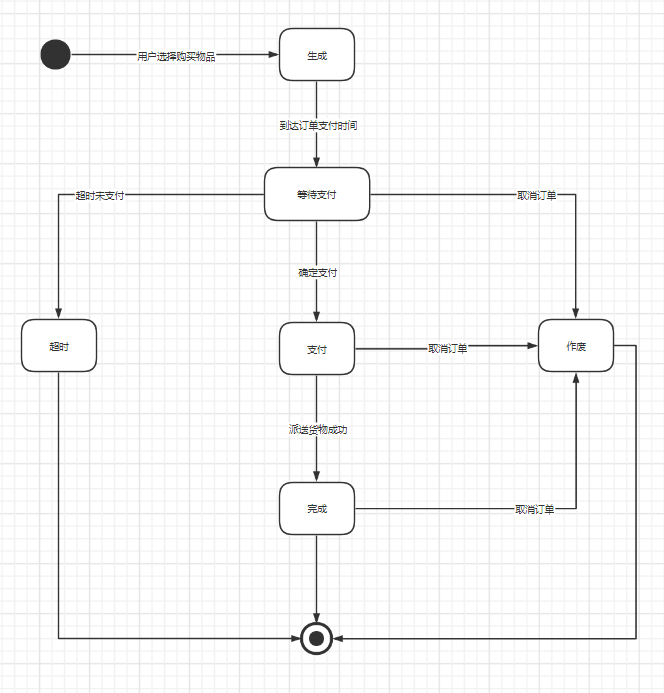 用户选择购买物品
生成
到达订单支付时间
超时未支付
等待支付
取消订单
确定支付
超时
支付
取消订单
作废
派送货物成功
完成
取消订单